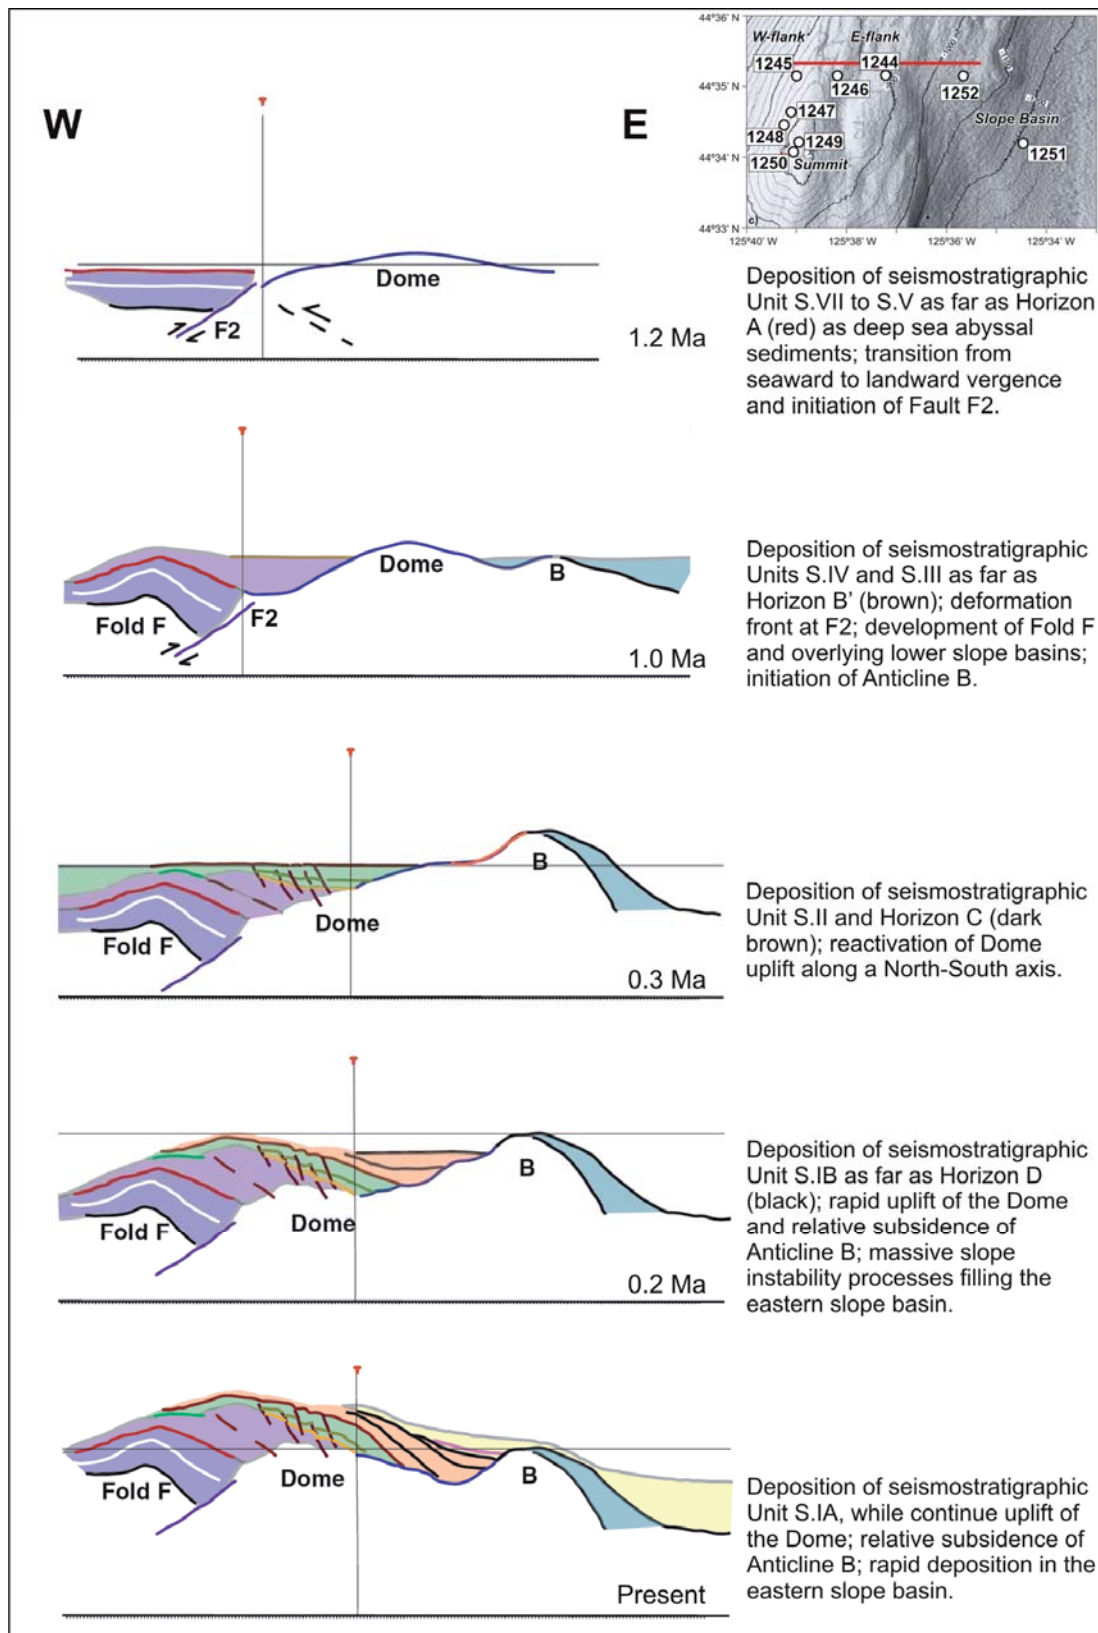 W
E
44°36' N
44°35' N
44°34' N
44°33' N
125°40' W
125°38' W
125°36' W
125°34' W
W-flank
E-flank
1245
1244
1246
1252
1247
1248
1249
1250
Summit
Slope Basin
1251
c)
Dome
F2
1.2 Ma
Deposition of seismostratigraphic
Unit S.VII to S.V as far as Horizon
A (red) as deep sea abyssal
sediments; transition from
seaward to landward vergence
and initiation of Fault F2.
Dome
B
Fold F
F2
1.0 Ma
Deposition of seismostratigraphic
Units S.IV and S.III as far as
Horizon B' (brown); deformation
front at F2; development of Fold F
and overlying lower slope basins;
initiation of Anticline B.
B
Dome
Fold F
0.3 Ma
Deposition of seismostratigraphic
Unit S.II and Horizon C (dark
brown); reactivation of Dome
uplift along a North-South axis.
B
Dome
Fold F
0.2 Ma
Deposition of seismostratigraphic
Unit S.IB as far as Horizon D
(black); rapid uplift of the Dome
and relative subsidence of
Anticline B; massive slope
instability processes filling the
eastern slope basin.
B
Dome
Fold F
Present
Deposition of seismostratigraphic
Unit S.IA, while continue uplift of
the Dome; relative subsidence of
Anticline B; rapid deposition in the
eastern slope basin.